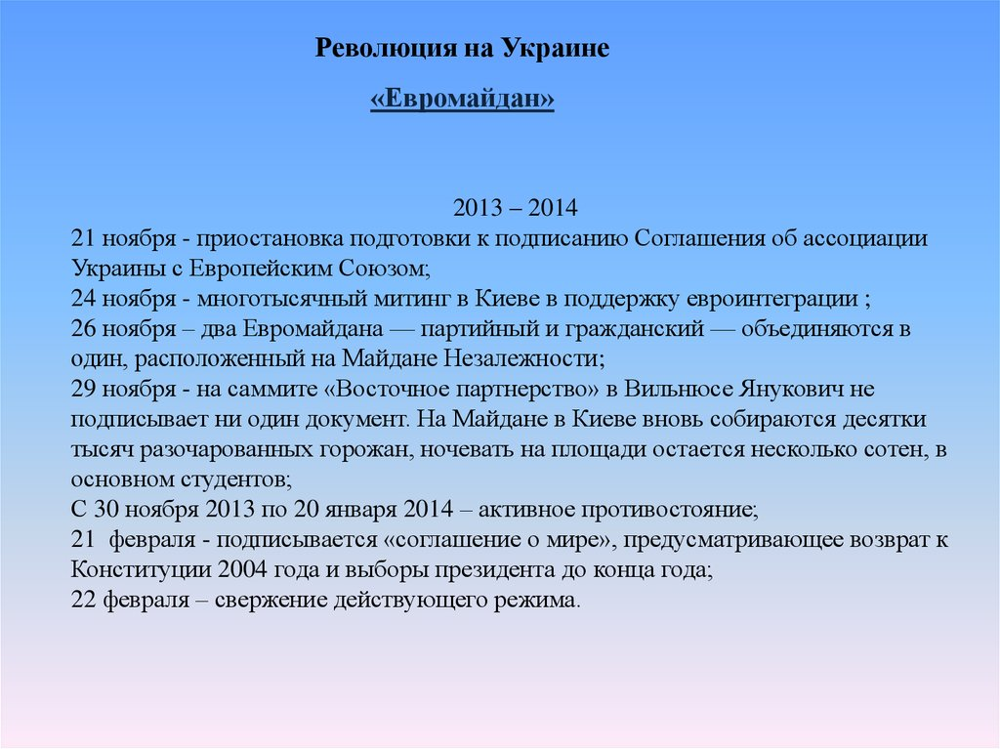 Революция на Украине
«Евромайдан»
2013 – 2014
21 ноября - приостановка подготовки к подписанию Соглашения об ассоциации
Украины с Европейским Союзом;
24 ноября - многотысячный митинг в Киеве в поддержку евроинтеграции ;
26 ноября – два Евромайдана — партийный и гражданский — объединяются в
один, расположенный на Майдане Незалежности;
29 ноября - на саммите «Восточное партнерство» в Вильнюсе Янукович не
подписывает ни один документ. На Майдане в Киеве вновь собираются десятки
тысяч разочарованных горожан, ночевать на площади остается несколько сотен, в
основном студентов;
С 30 ноября 2013 по 20 января 2014 – активное противостояние;
21  февраля - подписывается «соглашение о мире», предусматривающее возврат к
Конституции 2004 года и выборы президента до конца года;
22 февраля – свержение действующего режима.